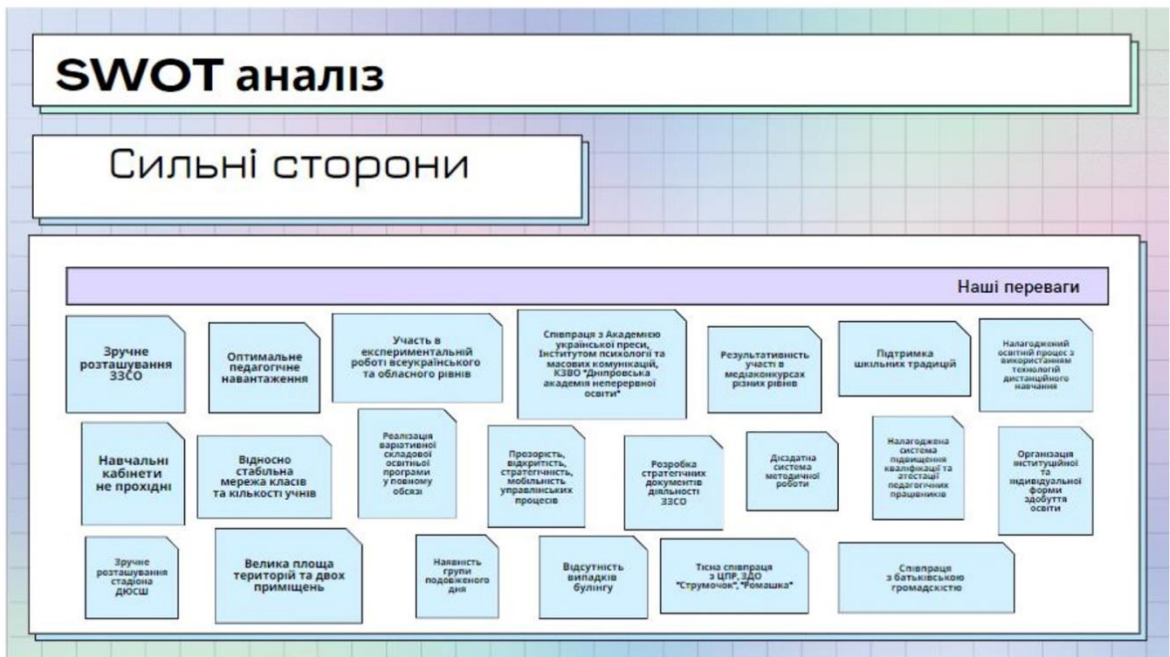 SWOT аналіз
Сильні сторони
Наші переваги
Зручне
розташування
ЗЗСО
Оптимальне
педагогічне
навантаження
Участь в
експериментальній
роботі всеукраїнського
та обласного рівнів
Співпраця з Академією
української преси,
Інститутом психології та
масових комунікацій,
КЗВО "Дніпровська
академія неперервної
освіти"
Результативність
участі в
медіаконкурсах
різних рівнів
Підтримка
шкільних традицій
Налагоджений
освітній процес з
використанням
технологій
дистанційного
навчання
Навчальні
кабінети
не прохідні
Відносно
стабільна
мережа класів
та кількості учнів
Реалізація
варіативної
складової
освітньої
програми
у повному
обсязі
Прозорість,
відкритість,
стратегічність,
мобільність
управлінських
процесів
Розробка
стратегічних
документів
діяльності
ЗЗСО
Дієздатна
система
методичної
роботи
Налагоджена
система
підвищення
кваліфікації та
атестації
педагогічних
працівників
Організація
інституційної
та
індивідуальної
форми
здобуття
освіти
Зручне
розташування
стадіона
ДЮСШ
Велика площа
територій та двох
приміщень
Наявність
групи
подовженого
дня
Відсутність
випадків
булінгу
Тісна співпраця
з ЦПР, ЗДО
"Струмочок", "Ромашка"
Співпраця
з батьківською
громадскістю